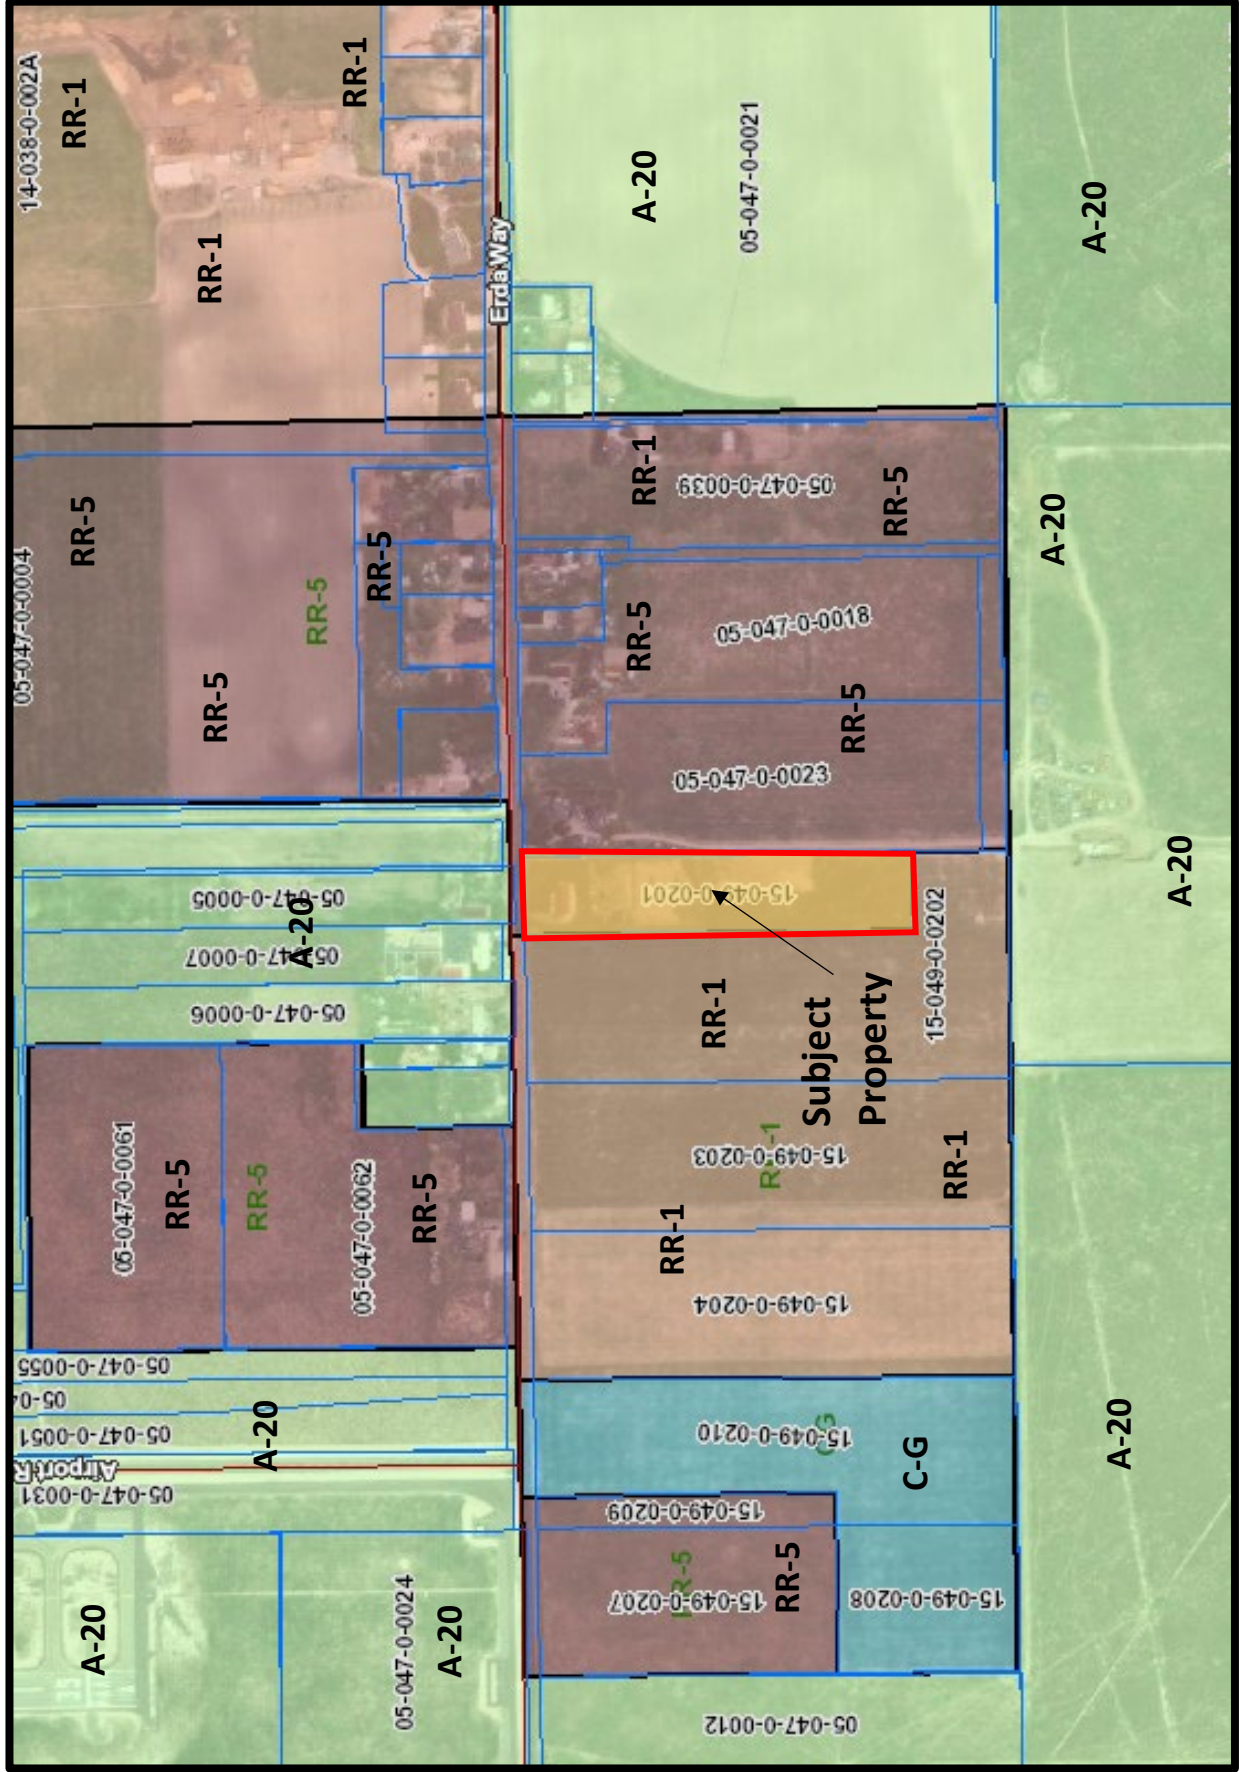 A-20
05-047-0-0031
Airport R
05-047-0-0051
05-04
05-047-0-0055
05-047-0-0004
14-038-0-002A
RR-5
RR-1
05-047-0-0061
RR-5
RR-5
RR-1
A-20
RR-5
05-047-0-0006
05-047-0-0007
A-20
05-047-0-0005
RR-5
RR-1
05-047-0-0062
RR-5
05-047-0-0024
A-20
RR-5
Erda Way
RR-5
RR-1
A-20
15-049-0-0209
RR-5
15-049-0-0207
RR-1
15-049-0-0204
RR-1
15-049-0-0201
05-047-0-0023
05-047-0-0018
05-047-0-0039
05-047-0-0021
05-047-0-0012
RR-5
15-049-0-0210
C-G
RR-1
15-049-0-0203
Subject
Property
RR-5
RR-5
15-049-0-0208
C-G
RR-1
15-049-0-0202
A-20
A-20
A-20
A-20